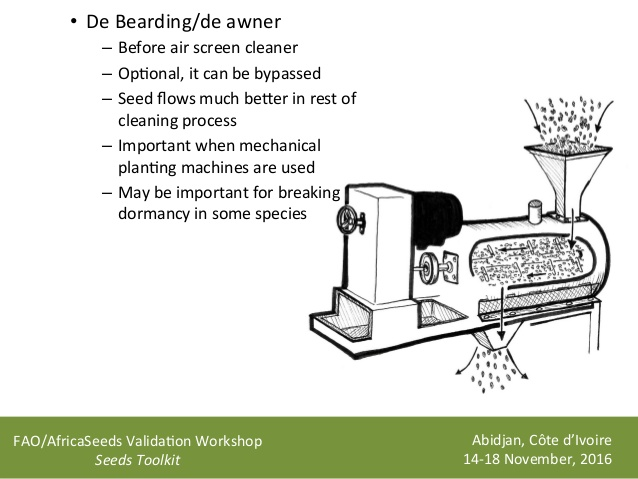 • De Bearding/de awner
– Before air screen cleaner
– Optional, it can be bypassed
– Seed flows much better in rest of
cleaning process
– Important when mechanical
planting machines are used
– May be important for breaking
dormancy in some species
FAO/AfricaSeeds Validation Workshop
Seeds Toolkit
Abidjan, Côte d’Ivoire
14-18 November, 2016